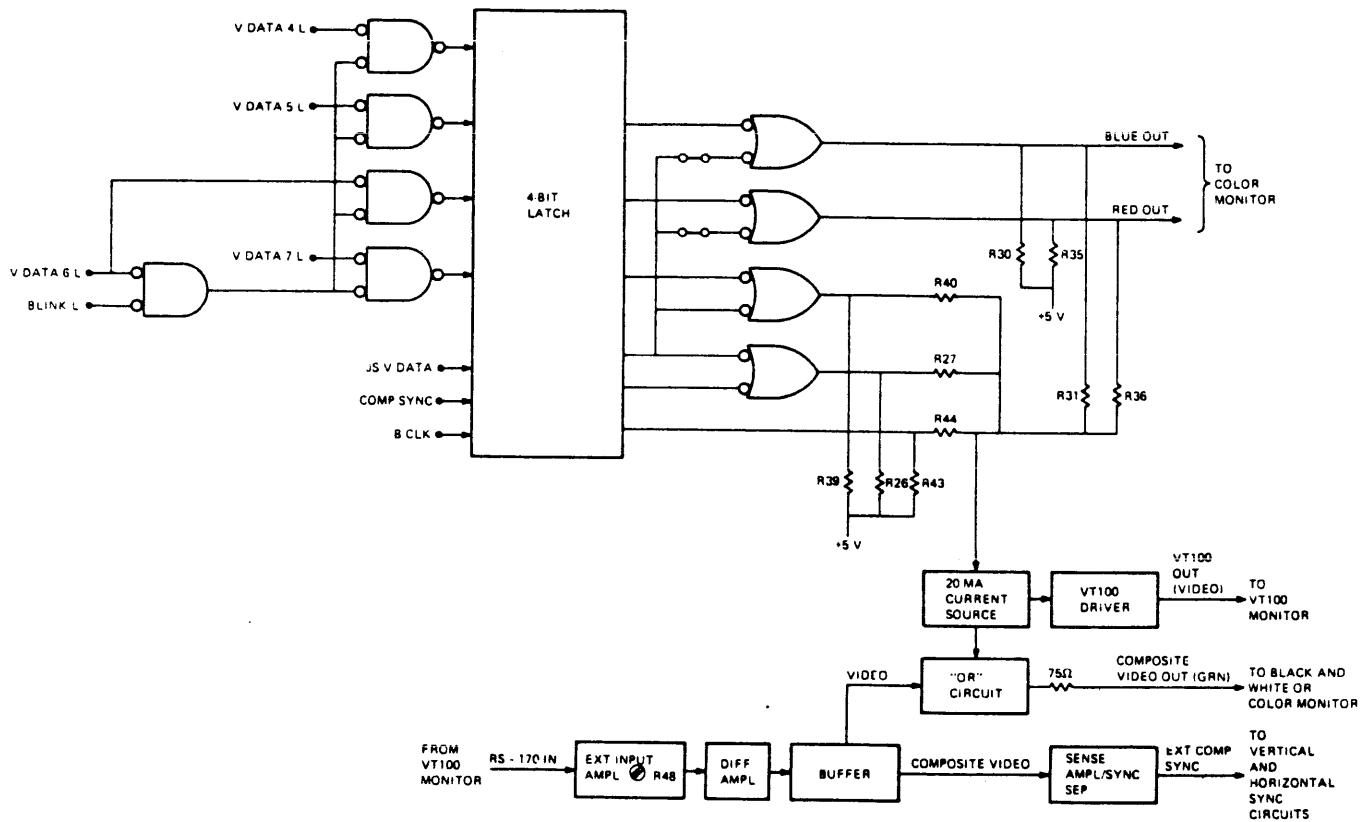 V DATA 4 L
V DATA 5 L
V DATA 6 L
V DATA 7 L
BLINK L
JS V DATA
COMP SYNC
B CLK
4-BIT
LATCH
BLUE OUT
RED OUT
TO
COLOR
MONITOR
R30
R35
+5 V
R40
R27
R44
R31
R36
R39
R26
R43
+5 V
20 MA
CURRENT
SOURCE
VT100
DRIVER
VT100
OUT
(VIDEO)
TO
VT100
MONITOR
VIDEO
"OR"
CIRCUIT
75Ω
COMPOSITE
VIDEO OUT (GRN)
TO BLACK AND
WHITE OR
COLOR MONITOR
FROM
VT100
MONITOR
RS - 170 IN
EXT INPUT
AMPL R48
DIFF
AMPL
BUFFER
COMPOSITE VIDEO
SENSE
AMPL/SYNC
SEP
EXT COMP
SYNC
TO
VERTICAL
AND
HORIZONTAL
SYNC
CIRCUITS